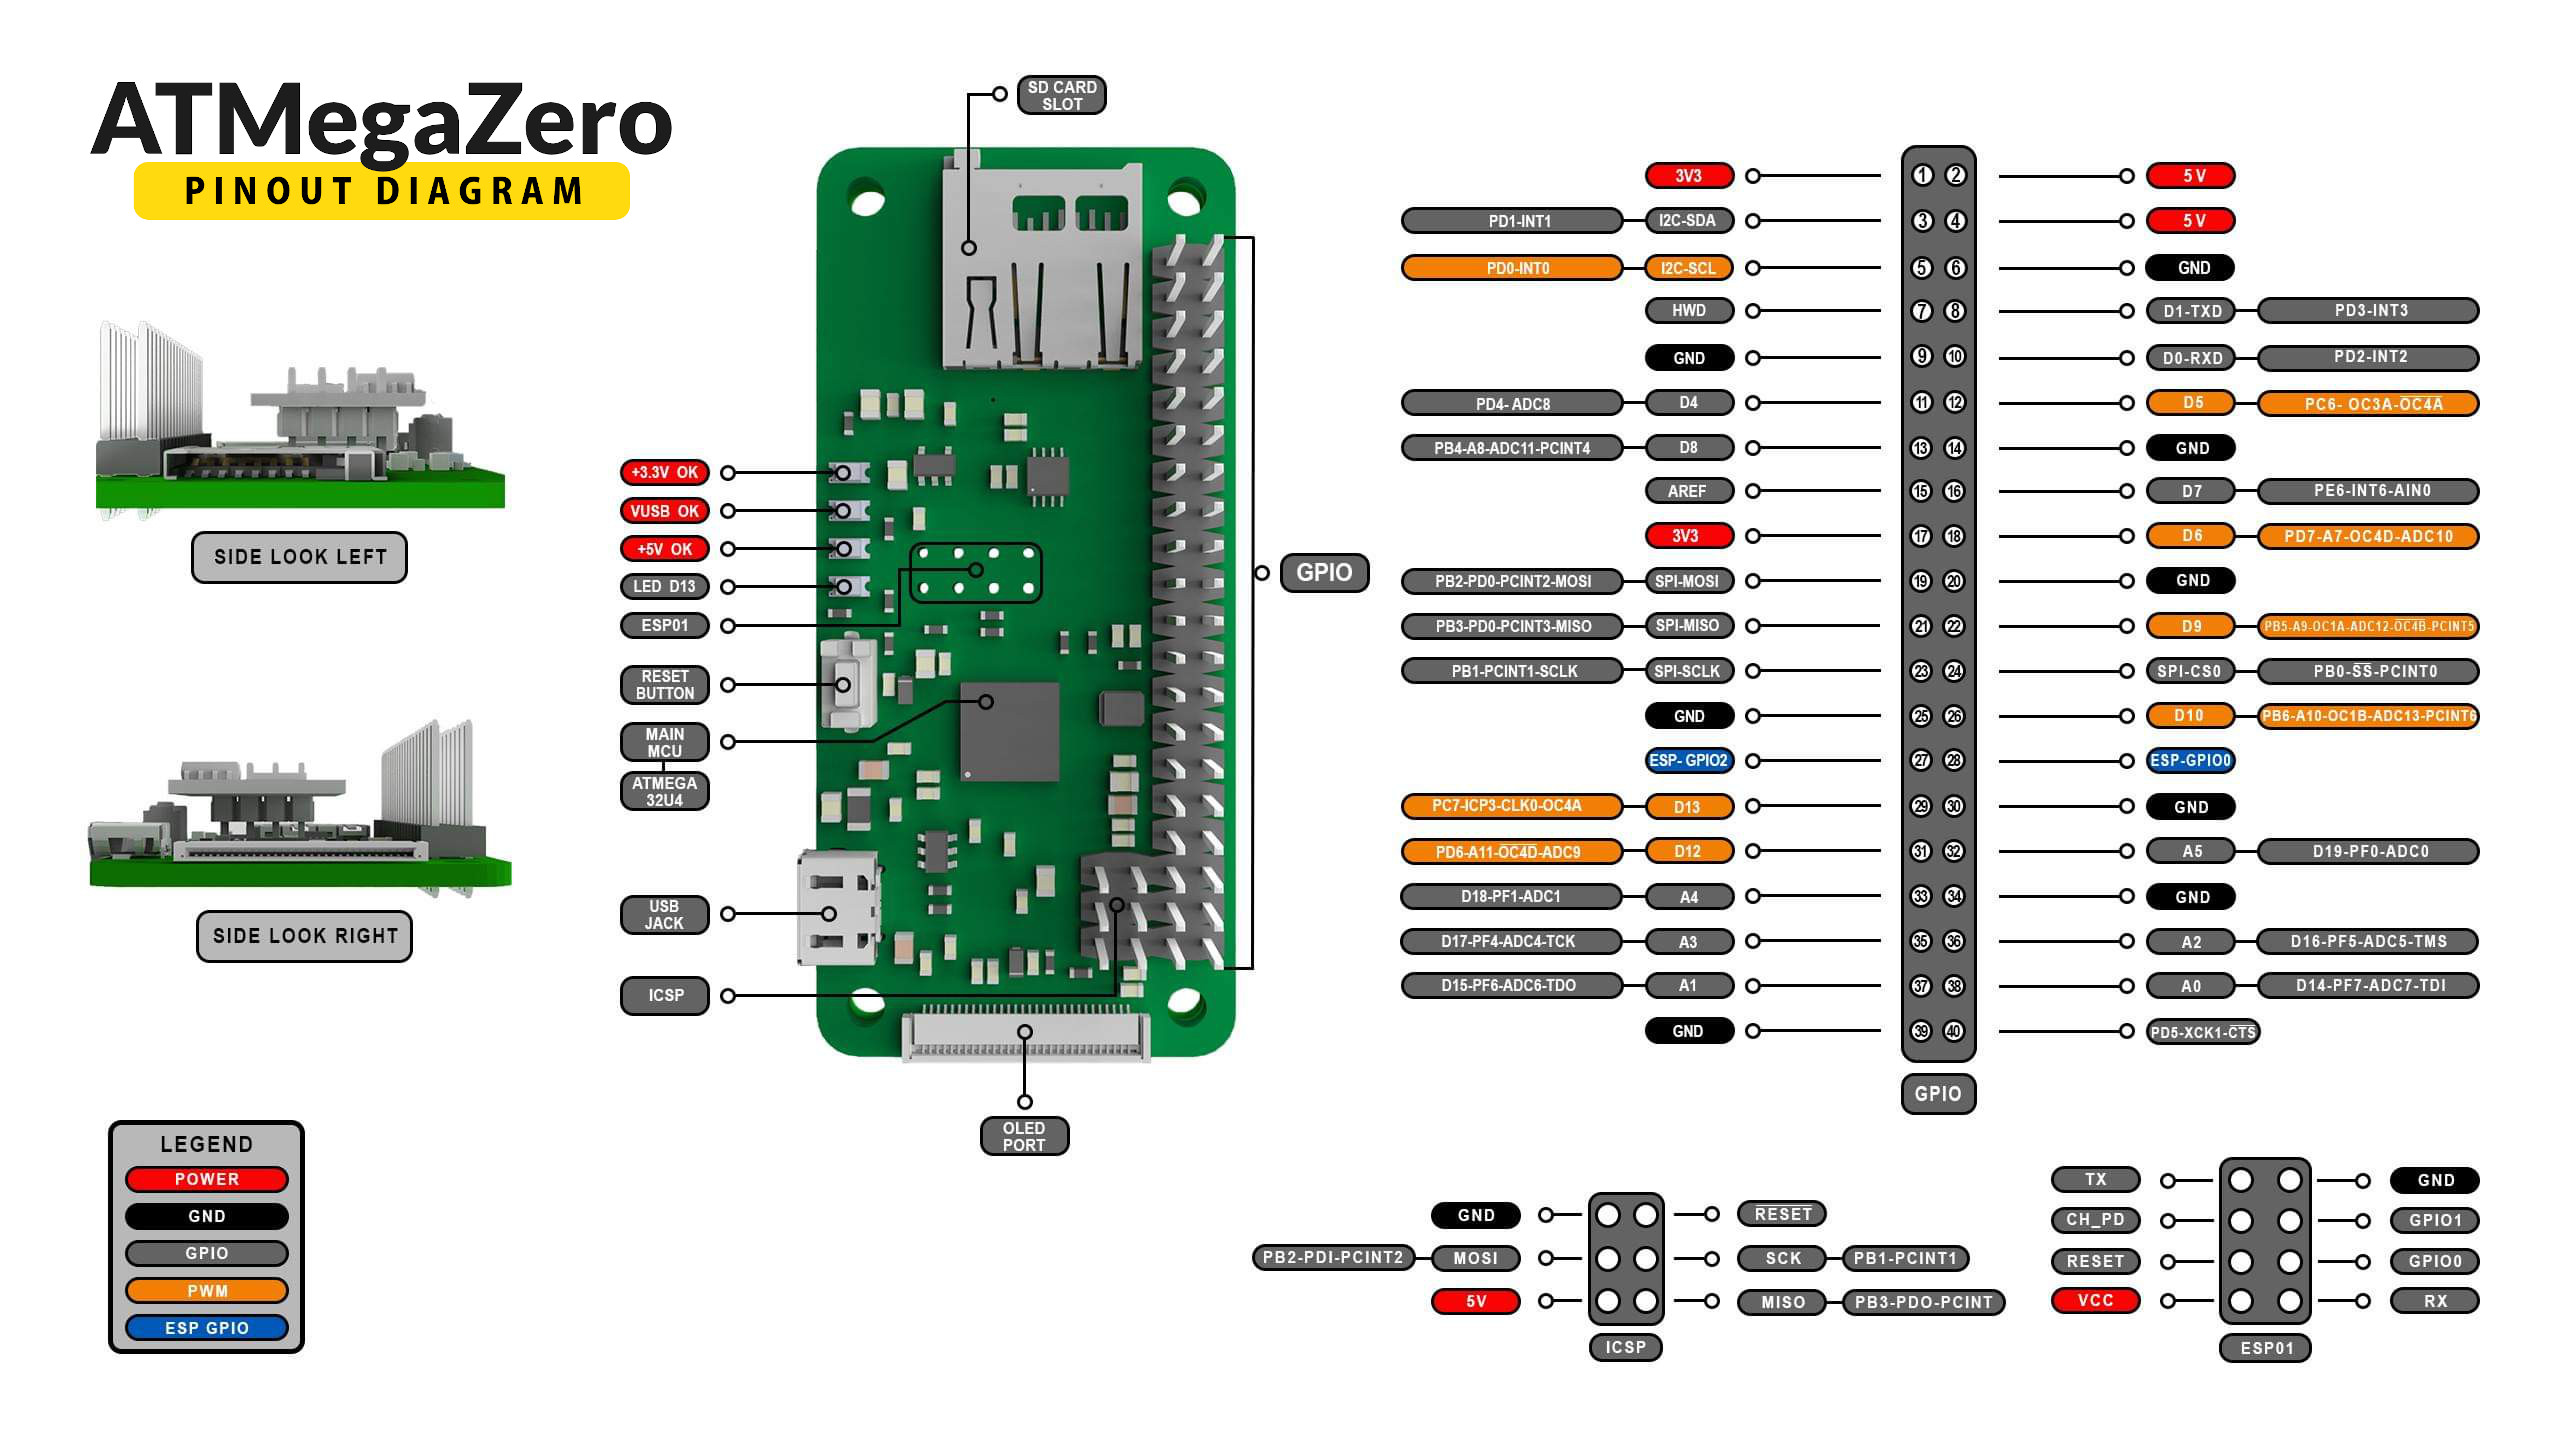 ATMegaZero
PINOUT DIAGRAM
SIDE LOOK LEFT
SIDE LOOK RIGHT
LEGEND
POWER
GND
GPIO
PWM
ESP GPIO
SD CARD
SLOT
+3.3V OK
VUSB OK
+5V OK
LED D13
ESP01
RESET
BUTTON
MAIN
MCU
ATMEGA
32U4
USB
JACK
ICSP
OLED
PORT
GPIO
3V3 1 2 5V
PD1-INT1 I2C-SDA 3 4 5V
PD0-INT0 I2C-SCL 5 6 GND
HWD 7 8 D1-TXD PD3-INT3
GND 9 10 D0-RXD PD2-INT2
PD4- ADC8 D4 11 12 D5 PC6- OC3A-O̅C̅4̅A̅
PB4-A8-ADC11-PCINT4 D8 13 14 GND
AREF 15 16 D7 PE6-INT6-AIN0
3V3 17 18 D6 PD7-A7-OC4D-ADC10
PB2-PD0-PCINT2-MOSI SPI-MOSI 19 20 GND
PB3-PD0-PCINT3-MISO SPI-MISO 21 22 D9 PB5-A9-OC1A-ADC12-O̅C̅4̅B̅-PCINT5
PB1-PCINT1-SCLK SPI-SCLK 23 24 SPI-CS0 PB0-S̅S̅-PCINT0
GND 25 26 D10 PB6-A10-OC1B-ADC13-PCINT6
ESP- GPIO2 27 28 ESP-GPIO0
PC7-ICP3-CLK0-OC4A D13 29 30 GND
PD6-A11-O̅C̅4̅D̅-ADC9 D12 31 32 A5 D19-PF0-ADC0
D18-PF1-ADC1 A4 33 34 GND
D17-PF4-ADC4-TCK A3 35 36 A2 D16-PF5-ADC5-TMS
D15-PF6-ADC6-TDO A1 37 38 A0 D14-PF7-ADC7-TDI
GND 39 40 PD5-XCK1-C̅T̅S̅
GPIO
GND R̅E̅S̅E̅T̅
PB2-PDI-PCINT2 MOSI SCK PB1-PCINT1
5V MISO PB3-PDO-PCINT
ICSP
TX GND
CH_PD GPIO1
RESET GPIO0
VCC RX
ESP01